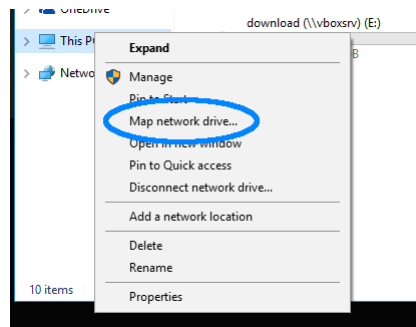 OneDrive
download (\\vboxsrv) (E:)
This P
B
Expand
Netwo
Manage
Pin to Start
Map network drive...
Open in new window
Pin to Quick access
Disconnect network drive...
Add a network location
Delete
Rename
10 items
Properties